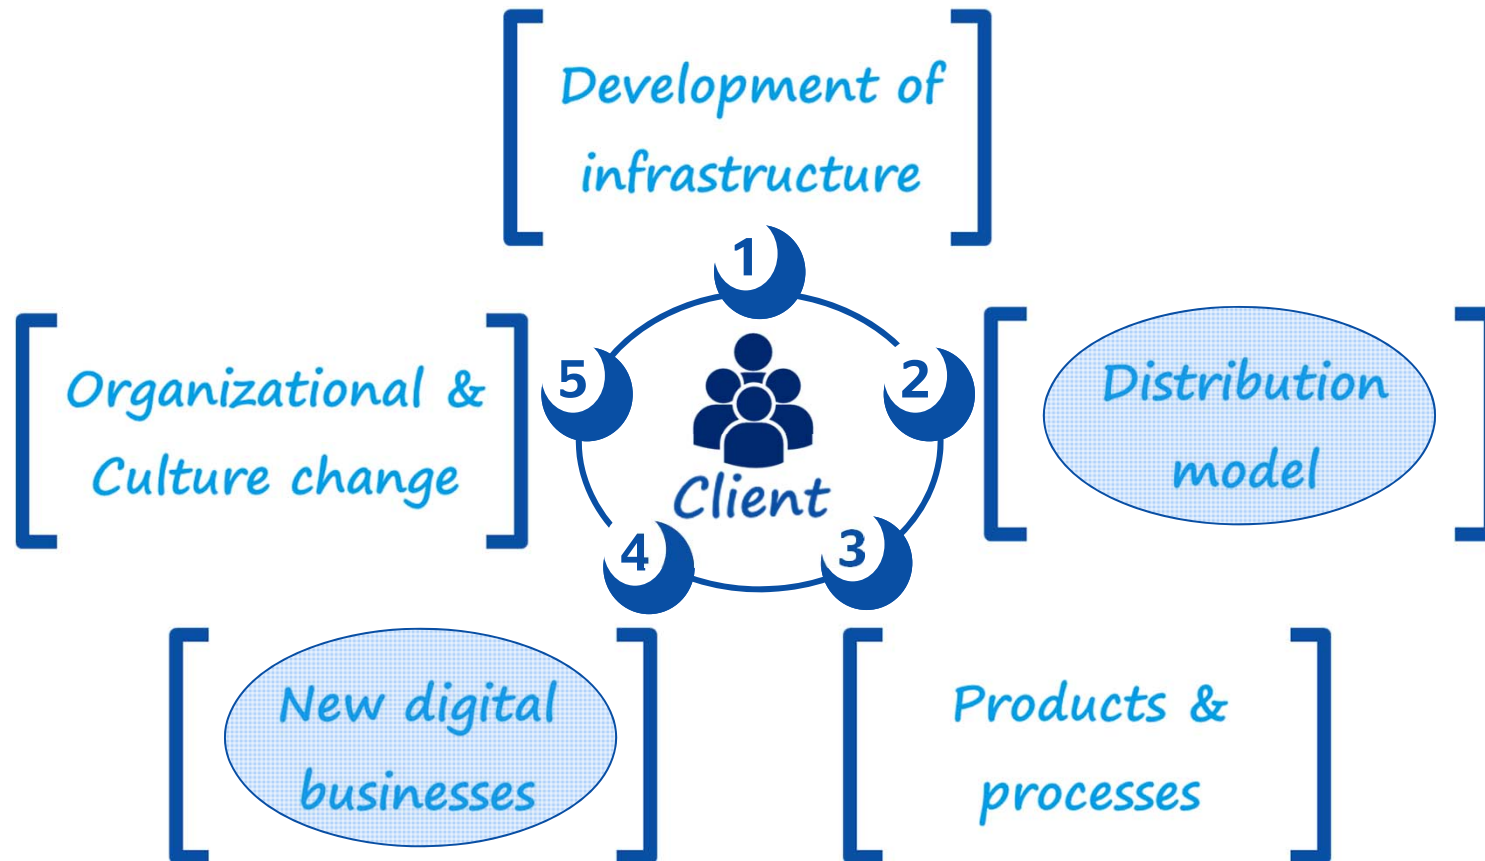 Development of
infrastructure
1
Organizational &
Culture change
5
2
Distribution
model
Client
4
3
New digital
businesses
Products &
processes